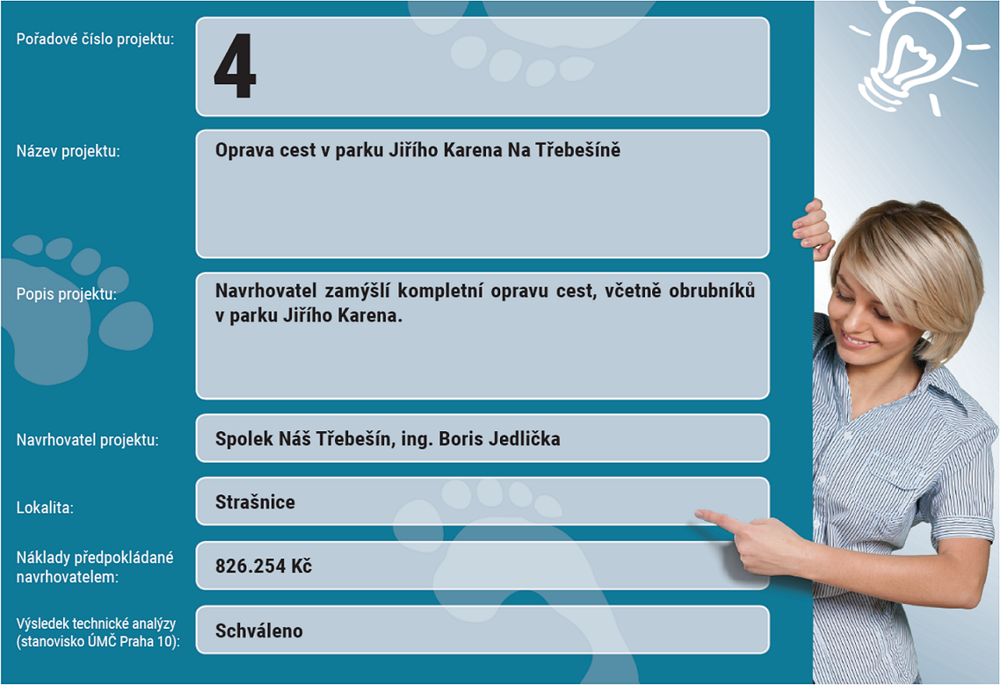 Pořadové číslo projektu:
4
Název projektu:
Oprava cest v parku Jiřího Karena Na Třebešíně
Popis projektu:
Navrhovatel zamýšlí kompletní opravu cest, včetně obrubníků
v parku Jiřího Karena.
Navrhovatel projektu:
Spolek Náš Třebešín, ing. Boris Jedlička
Lokalita:
Strašnice
Náklady předpokládané
navrhovatelem:
826.254 Kč
Výsledek technické analýzy
(stanovisko ÚMČ Praha 10):
Schváleno